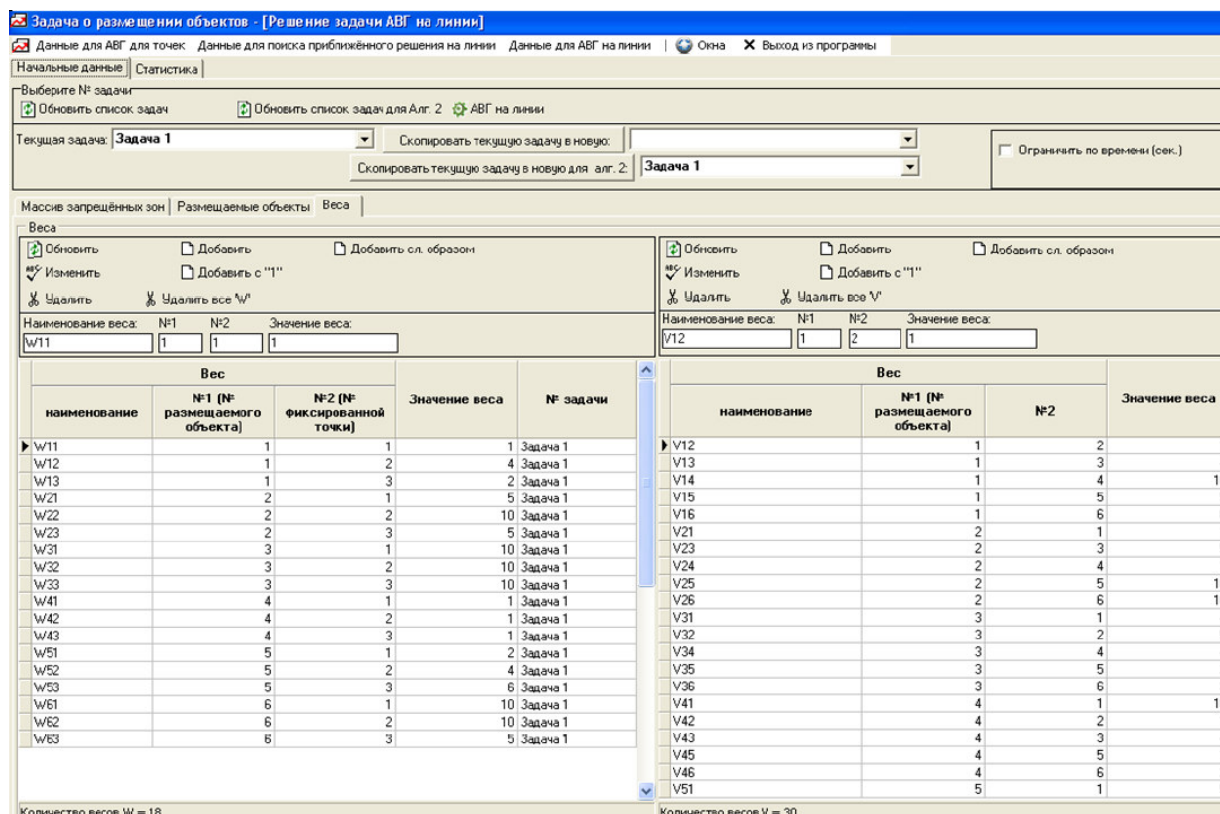 Задача о размещении объектов - [Решение задачи АВГ на линии]
Данные для АВГ для точек Данные для поиска приближённого решения на линии Данные для АВГ на линии Окна Выход из программы
Начальные данные Статистика
Выберите № задачи
Обновить список задач Обновить список задач для Алг. 2 АВГ на линии
Текущая задача: Задача 1 Скопировать текущую задачу в новую: Ограничить по времени (сек.)
Скопировать текущую задачу в новую для алг. 2: Задача 1
Массив запрещённых зон Размещаемые объекты Веса
Веса
Обновить Добавить Добавить сл. образом
Изменить Добавить с "1"
Удалить Удалить все 'W'
Наименование веса: №1 №2 Значение веса:
W11 1 1 1
Вес
наименование №1 (№ размещаемого объекта) №2 (№ фиксированной точки) Значение веса № задачи
W11 1 1 1 Задача 1
W12 1 2 4 Задача 1
W13 1 3 2 Задача 1
W21 2 1 5 Задача 1
W22 2 2 10 Задача 1
W23 2 3 5 Задача 1
W31 3 1 10 Задача 1
W32 3 2 10 Задача 1
W33 3 3 10 Задача 1
W41 4 1 1 Задача 1
W42 4 2 1 Задача 1
W43 4 3 1 Задача 1
W51 5 1 2 Задача 1
W52 5 2 4 Задача 1
W53 5 3 6 Задача 1
W61 6 1 10 Задача 1
W62 6 2 10 Задача 1
W63 6 3 5 Задача 1
Количество весов W = 18
Обновить Добавить Добавить сл. образом
Изменить Добавить с "1"
Удалить Удалить все 'V'
Наименование веса: №1 №2 Значение веса:
V12 1 2 1
Вес
наименование №1 (№ размещаемого объекта) №2 Значение веса
V12 1 2
V13 1 3
V14 1 4 1
V15 1 5
V16 1 6
V21 2 1
V23 2 3
V24 2 4
V25 2 5 1
V26 2 6 1
V31 3 1
V32 3 2
V34 3 4
V35 3 5
V36 3 6
V41 4 1 1
V42 4 2
V43 4 3
V45 4 5
V46 4 6
V51 5 1
Количество весов V = 30